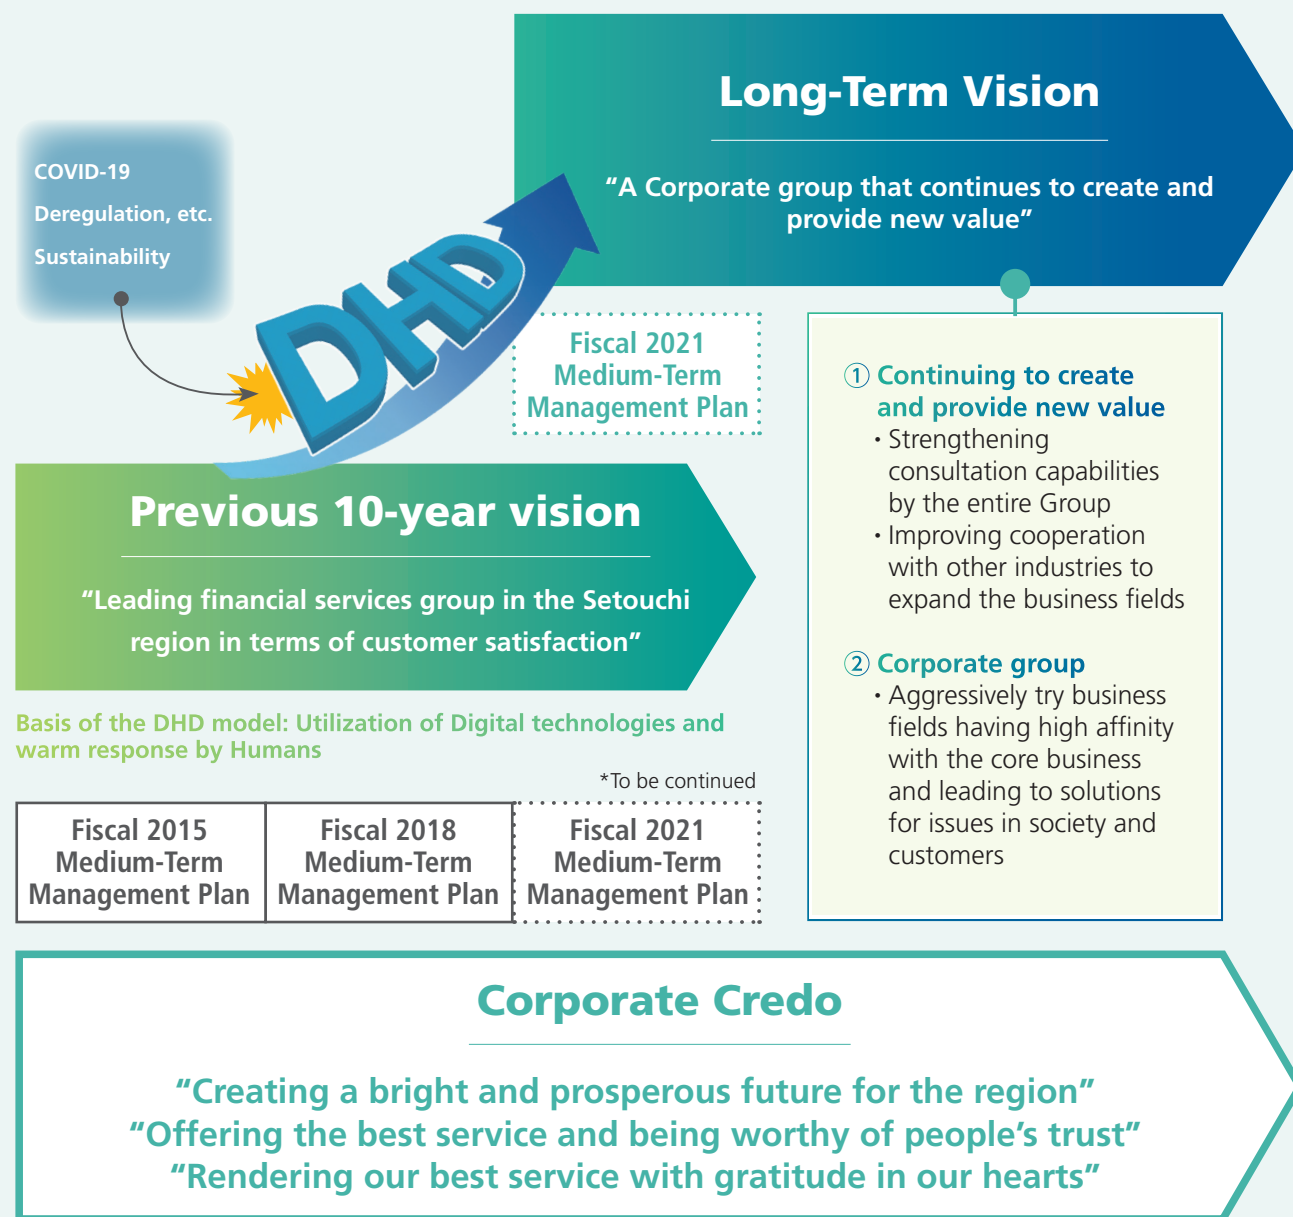 Long-Term Vision
“A Corporate group that continues to create and
provide new value”
COVID-19
Deregulation, etc.
Sustainability
DHD
Fiscal 2021
Medium-Term
Management Plan
① Continuing to create
and provide new value
・Strengthening
consultation capabilities
by the entire Group
・Improving cooperation
with other industries to
expand the business fields
② Corporate group
・Aggressively try business
fields having high affinity
with the core business
and leading to solutions
for issues in society and
customers
Previous 10-year vision
“Leading financial services group in the Setouchi
region in terms of customer satisfaction”
Basis of the DHD model: Utilization of Digital technologies and
warm response by Humans
*To be continued
Fiscal 2015
Medium-Term
Management Plan
Fiscal 2018
Medium-Term
Management Plan
Fiscal 2021
Medium-Term
Management Plan
Corporate Credo
“Creating a bright and prosperous future for the region”
“Offering the best service and being worthy of people’s trust”
“Rendering our best service with gratitude in our hearts”